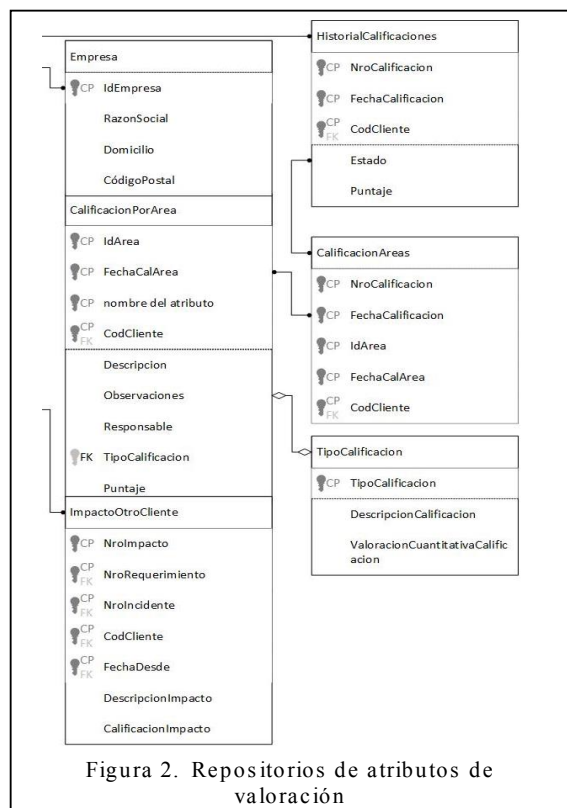 Empresa
CP IdEmpresa
RazonSocial
Domicilio
CódigoPostal
CalificacionPorArea
CP IdArea
CP FechaCalArea
CP nombre del atributo
CP FK CodCliente
Descripcion
Observaciones
Responsable
FK TipoCalificacion
Puntaje
ImpactoOtroCliente
CP NroImpacto
CP FK NroRequerimiento
CP FK NroIncidente
CP FK CodCliente
CP FK FechaDesde
DescripcionImpacto
CalificacionImpacto
HistorialCalificaciones
CP NroCalificacion
CP FechaCalificacion
CP FK CodCliente
Estado
Puntaje
CalificacionAreas
CP NroCalificacion
CP FechaCalificacion
CP IdArea
CP FechaCalArea
CP FK CodCliente
TipoCalificacion
CP TipoCalificacion
DescripcionCalificacion
ValoracionCuantitativaCalific
acion
Figura 2. Repositorios de atributos de
valoración